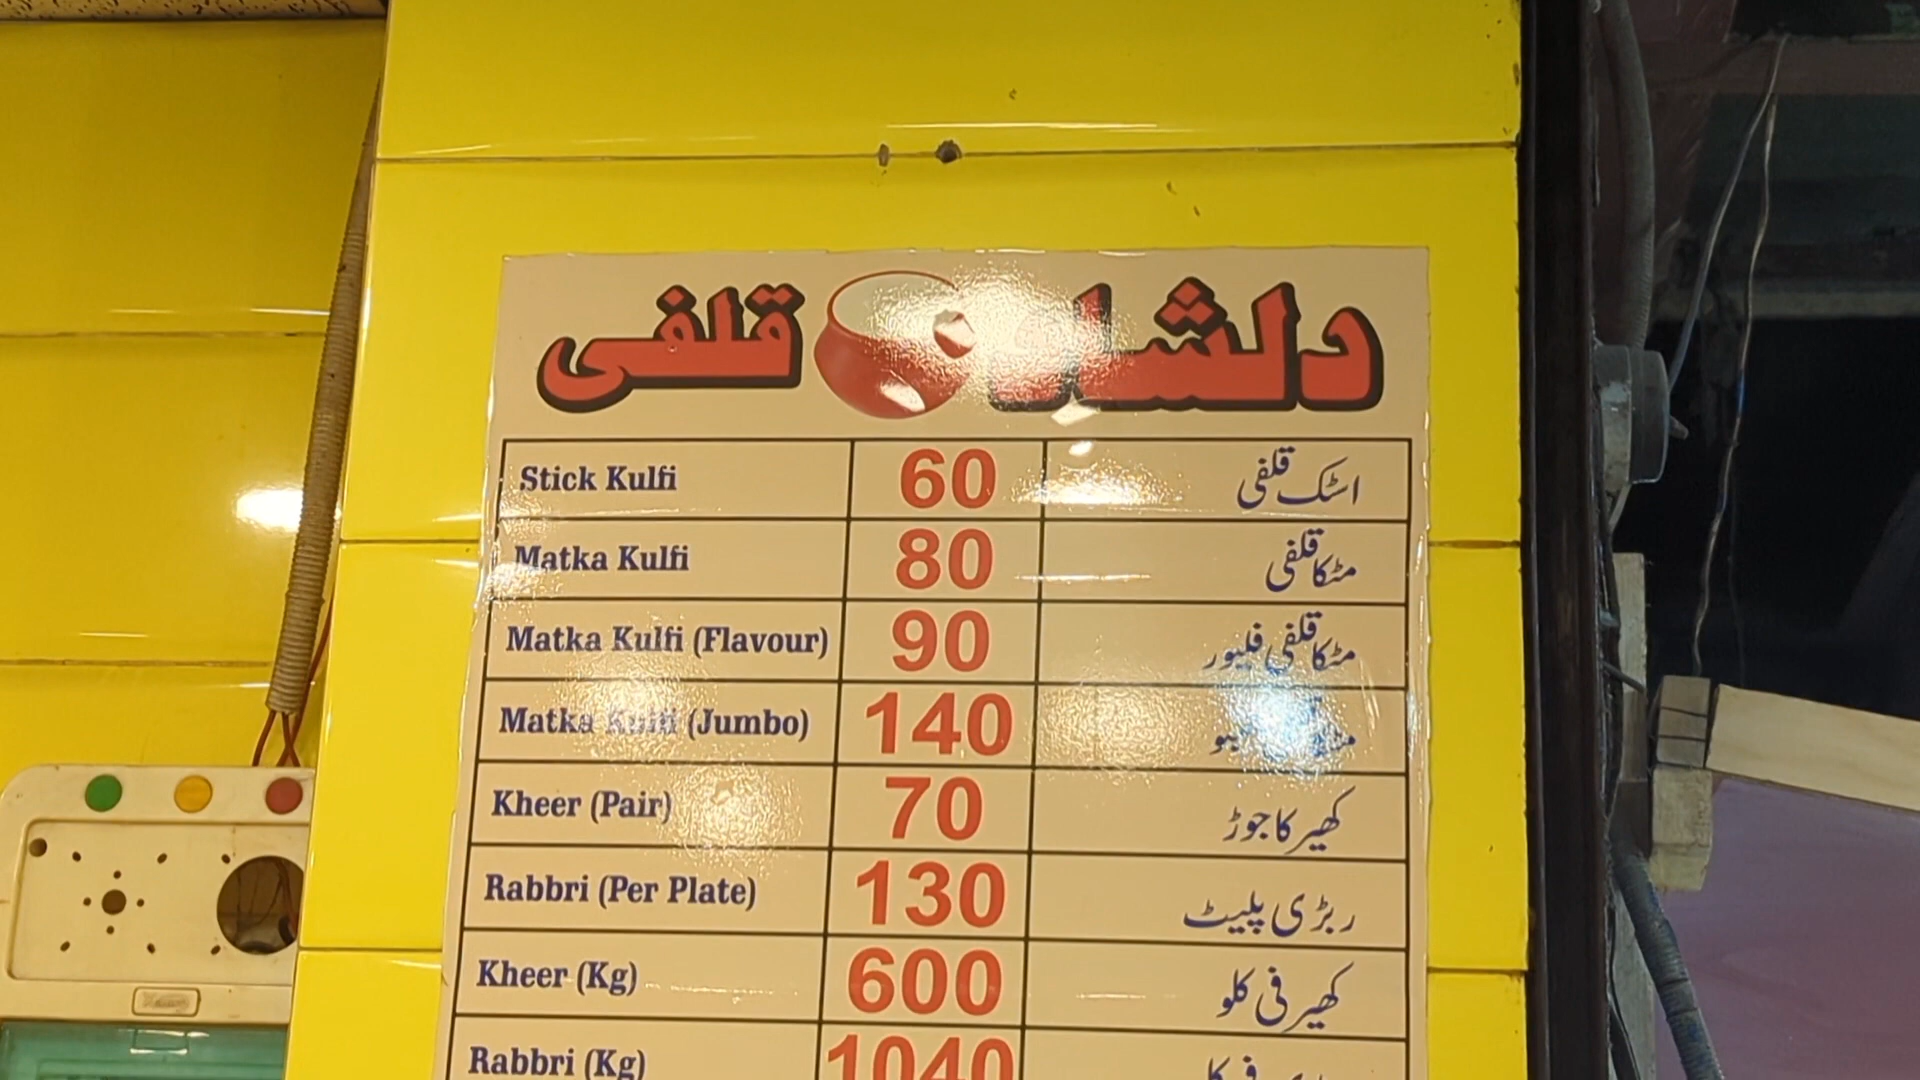 دلشاد قلفی
Stick Kulfi 60 اسٹک قلفی
Matka Kulfi 80 مٹکا قلفی
Matka Kulfi (Flavour) 90 مٹکا قلفی فلیور
Matka Kulfi (Jumbo) 140
Kheer (Pair) 70 کھیر کا جوڑ
Rabbri (Per Plate) 130 ربڑی پلیٹ
Kheer (Kg) 600 کھیر فی کلو
Rabbri (Kg) 1040